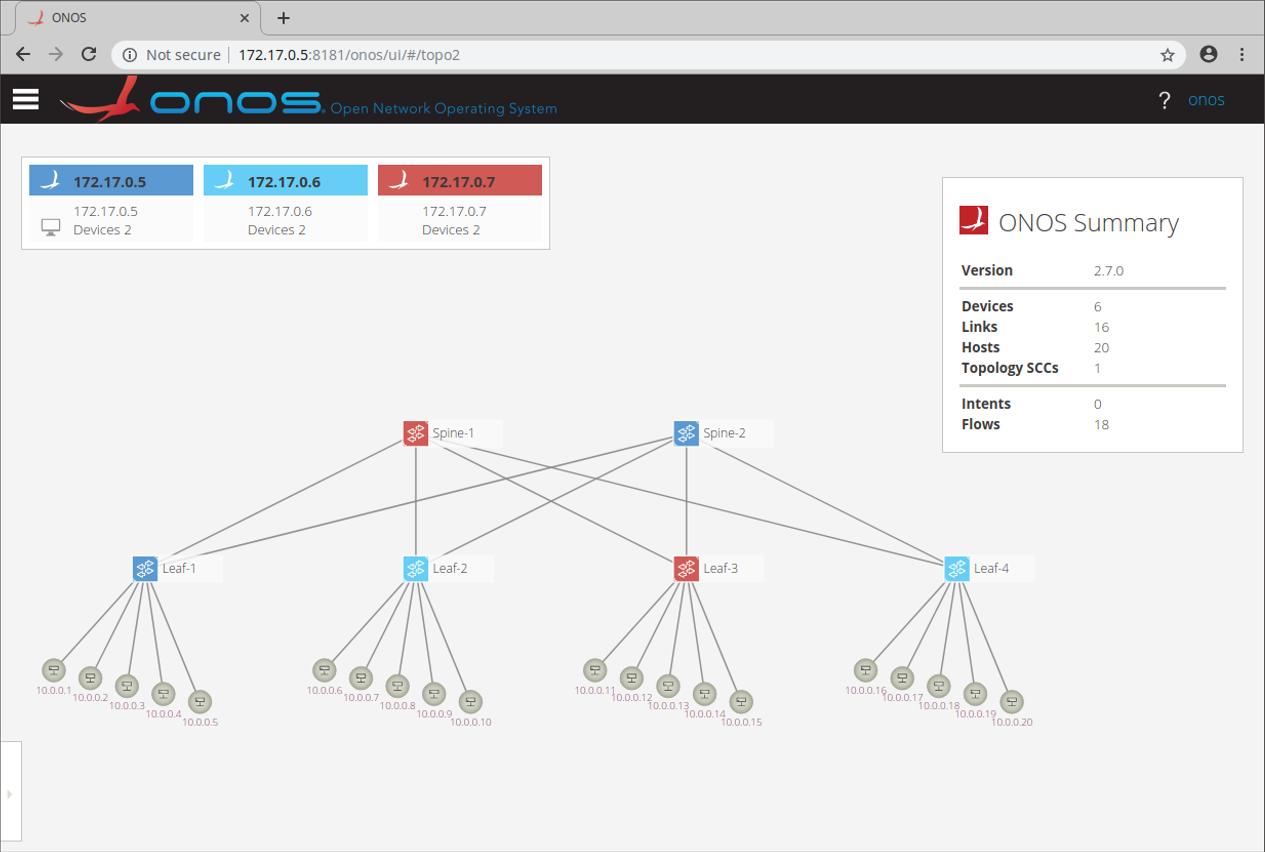 ONOS
Not secure 172.17.0.5:8181/onos/ui/#/topo2
onos Open Network Operating System
? onos
172.17.0.5 172.17.0.6 172.17.0.7
172.17.0.5 172.17.0.6 172.17.0.7
Devices 2 Devices 2 Devices 2
ONOS Summary
Version 2.7.0
Devices 6
Links 16
Hosts 20
Topology SCCs 1
Intents 0
Flows 18
Spine-1 Spine-2
Leaf-1 Leaf-2 Leaf-3 Leaf-4
10.0.0.1 10.0.0.2 10.0.0.3 10.0.0.4 10.0.0.5
10.0.0.6 10.0.0.7 10.0.0.8 10.0.0.9 10.0.0.10
10.0.0.11 10.0.0.12 10.0.0.13 10.0.0.14 10.0.0.15
10.0.0.16 10.0.0.17 10.0.0.18 10.0.0.19 10.0.0.20